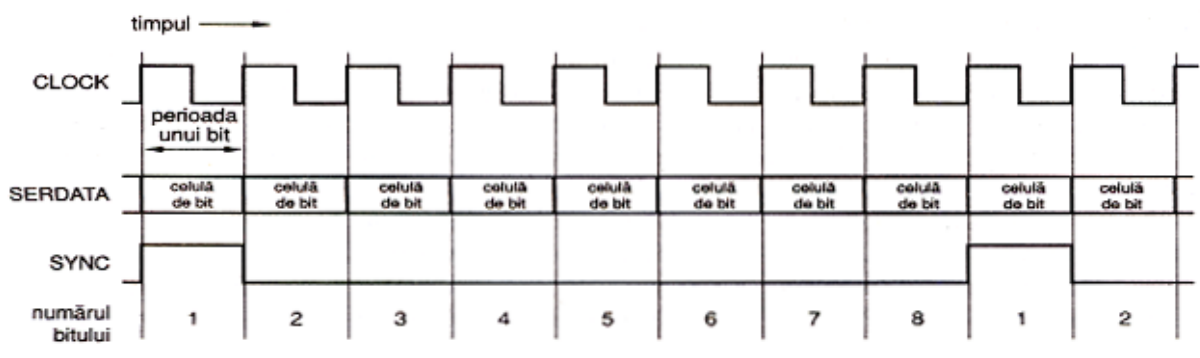 timpul
CLOCK
perioada
unui bit
SERDATA
celulă celulă celulă celulă celulă celulă celulă celulă celulă celulă
de bit de bit de bit de bit de bit de bit de bit de bit de bit de bit
SYNC
numărul
bitului
1 2 3 4 5 6 7 8 1 2